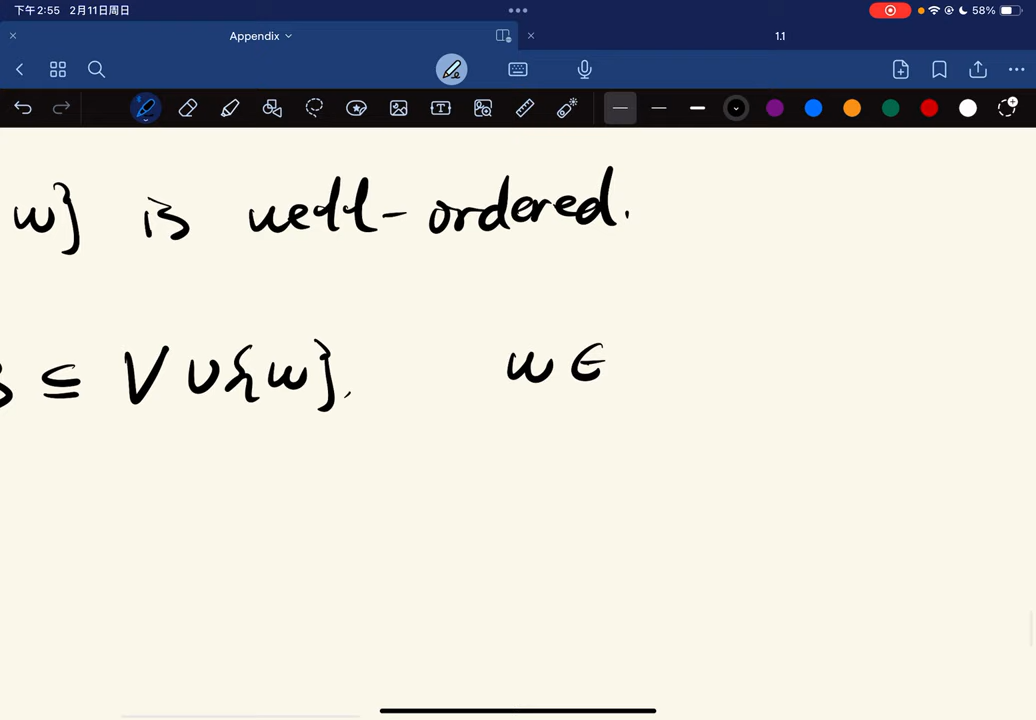 下午2:55 2月11日周日 58%
Appendix 1.1
w} is well-ordered.
⊆ V ∪ {w}. w ∈